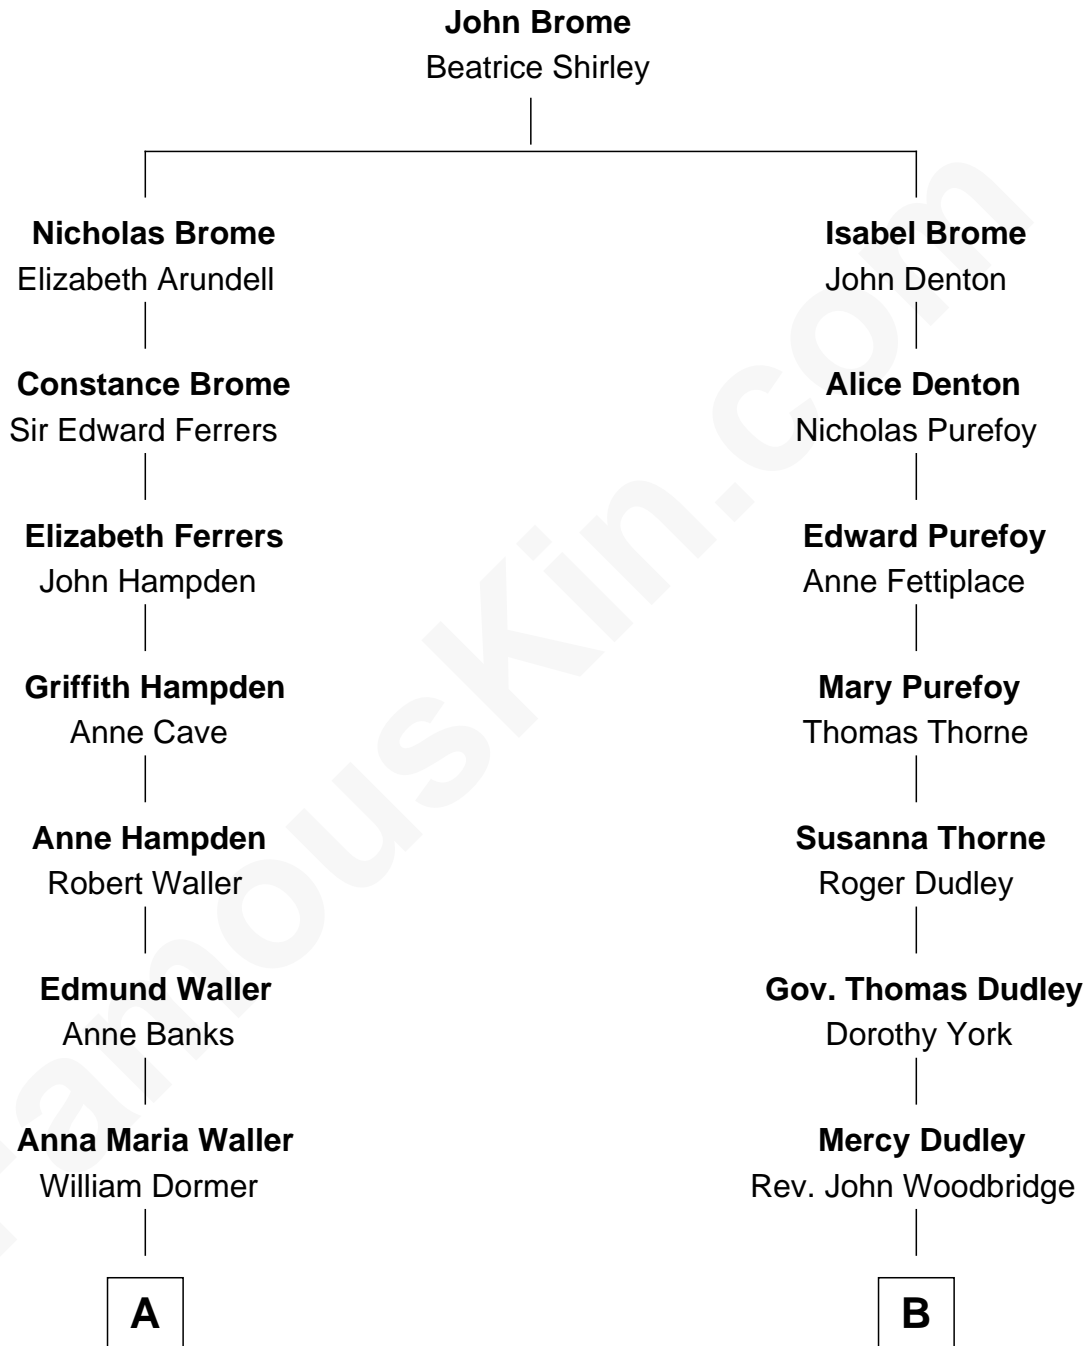 John Brome
Beatrice Shirley
Nicholas Brome
Elizabeth Arundell
Isabel Brome
John Denton
Constance Brome
Sir Edward Ferrers
Alice Denton
Nicholas Purefoy
Elizabeth Ferrers
John Hampden
Edward Purefoy
Anne Fettiplace
Griffith Hampden
Anne Cave
Mary Purefoy
Thomas Thorne
Anne Hampden
Robert Waller
Susanna Thorne
Roger Dudley
Edmund Waller
Anne Banks
Gov. Thomas Dudley
Dorothy York
Anna Maria Waller
William Dormer
Mercy Dudley
Rev. John Woodbridge
A
B
FamousKin.com